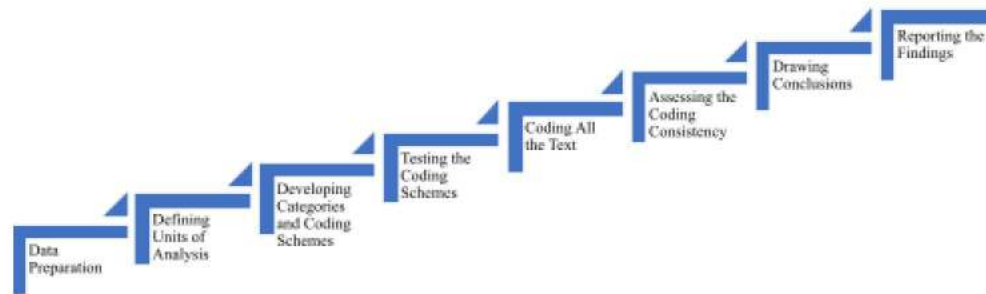 Data
Preparation
Defining
Units of
Analysis
Developing
Categories
and Coding
Schemes
Testing the
Coding
Schemes
Coding All
the Text
Assessing the
Coding
Consistency
Drawing
Conclusions
Reporting the
Findings